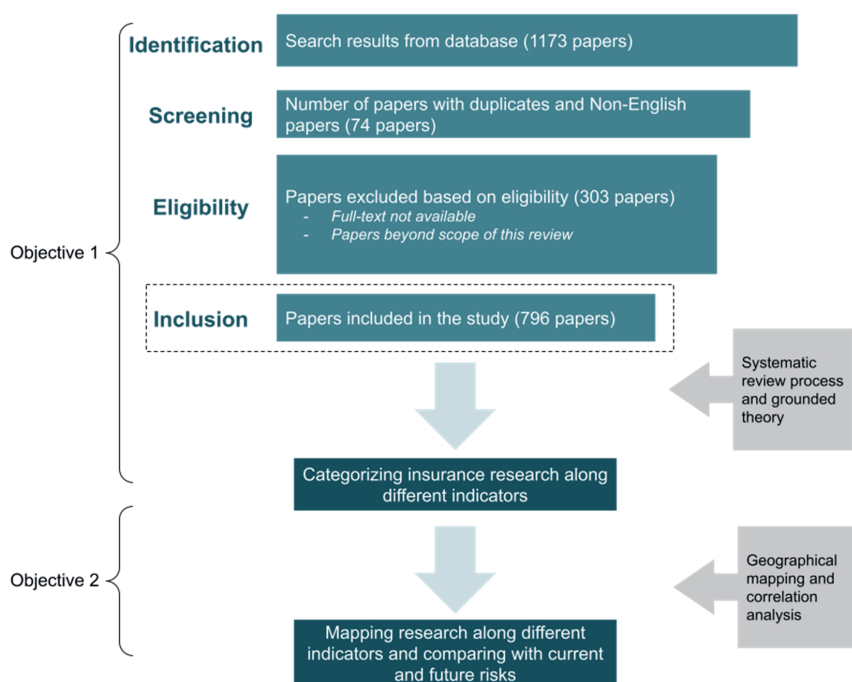 Identification
Search results from database (1173 papers)
Screening
Number of papers with duplicates and Non-English
papers (74 papers)
Eligibility
Papers excluded based on eligibility (303 papers)
- Full-text not available
- Papers beyond scope of this review
Objective 1
Inclusion
Papers included in the study (796 papers)
Systematic
review process
and grounded
theory
Categorizing insurance research along
different indicators
Objective 2
Geographical
mapping and
correlation
analysis
Mapping research along different
indicators and comparing with current
and future risks